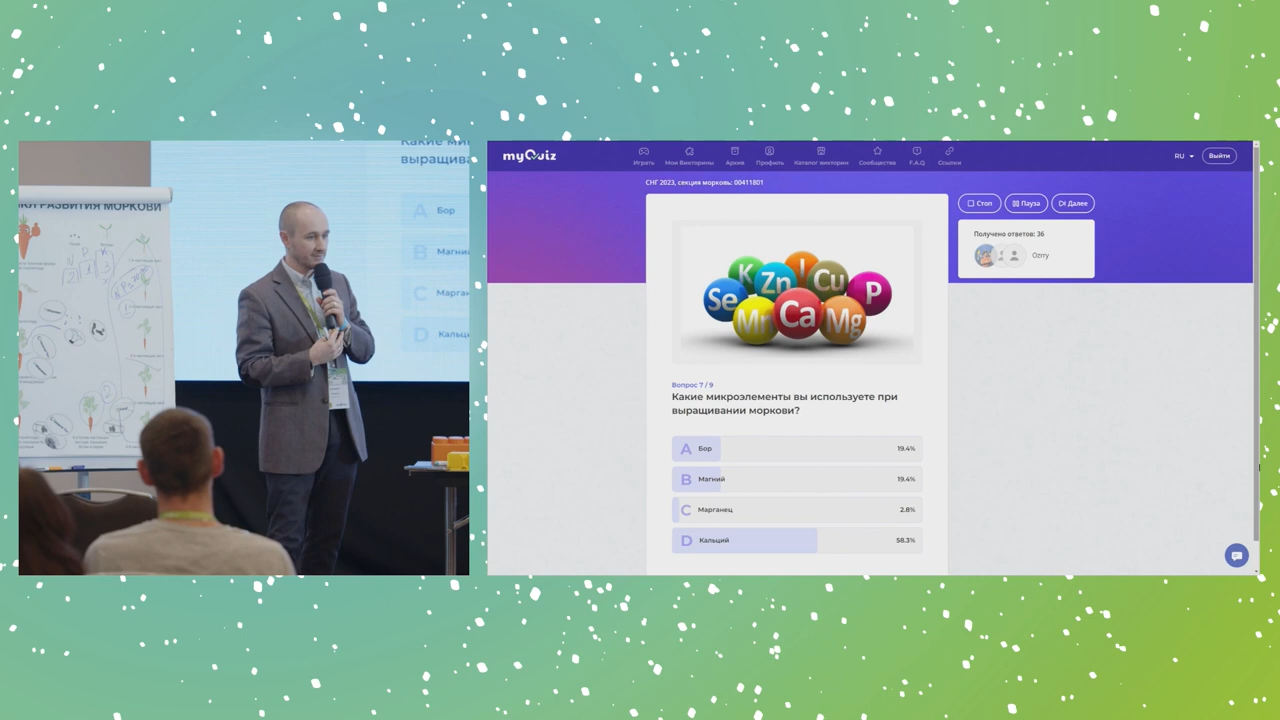 Какие
выращива
A Бор
B Магни
C Марган
D Кальци
РАЗВИТИЯ МОРКОВИ
myQuiz
Играть
Мои Викторины
Архив
Профиль
Каталог викторин
Сообщества
F.A.Q
Ссылки
RU
Выйти
СНГ 2023, секция морковь: 00411801
Стоп
Пауза
Далее
Получено ответов: 36
Ozrry
Se
K
Zn
I
Cu
P
Mn
Ca
Mg
Вопрос 7 / 9
Какие микроэлементы вы используете при
выращивании моркови?
A Бор 19.4%
B Магний 19.4%
C Марганец 2.8%
D Кальций 58.3%